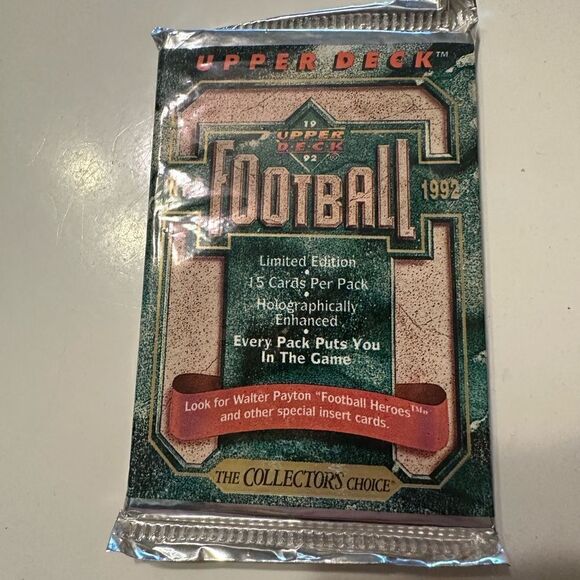 UPPER DECK™
19
UPPER
DECK®
92
FOOTBALL
1992
Limited Edition
•
15 Cards Per Pack
•
Holographically
Enhanced
•
Every Pack Puts You
In The Game
Look for Walter Payton "Football Heroes™"
and other special insert cards.
THE COLLECTOR'S CHOICE®